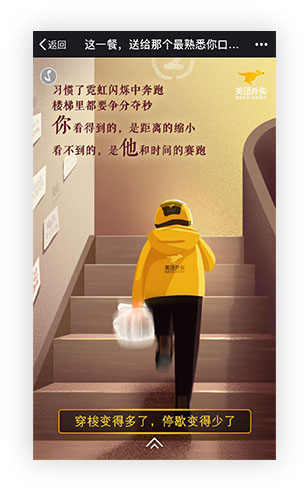 返回
这一餐，送给那个最熟悉你口...
美团外卖
习惯了霓虹闪烁中奔跑
楼梯里都要争分夺秒
你看得到的，是距离的缩小
看不到的，是他和时间的赛跑
美团外卖
穿梭变得多了，停歇变得少了